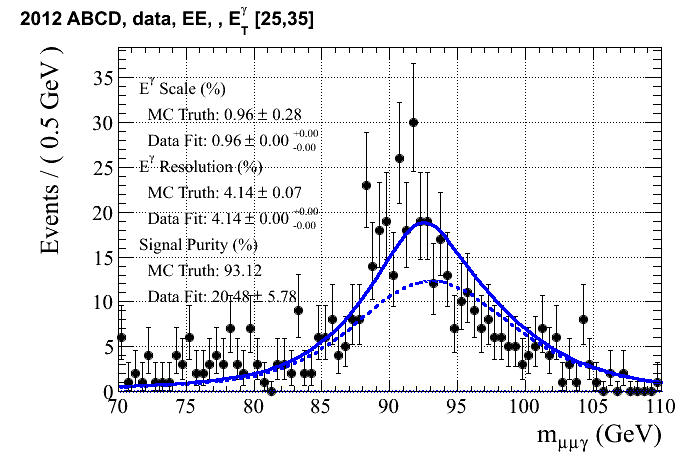 2012 ABCD, data, EE, , E_T^γ [25,35]
Events / ( 0.5 GeV )
35
30
25
20
15
10
5
0
E^γ Scale (%)
MC Truth: 0.96 ± 0.28
Data Fit: 0.96 ± 0.00 +0.00 -0.00
E^γ Resolution (%)
MC Truth: 4.14 ± 0.07
Data Fit: 4.14 ± 0.00 +0.00 -0.00
Signal Purity (%)
MC Truth: 93.12
Data Fit: 20.48 ± 5.78
70 75 80 85 90 95 100 105 110
m_μμγ (GeV)